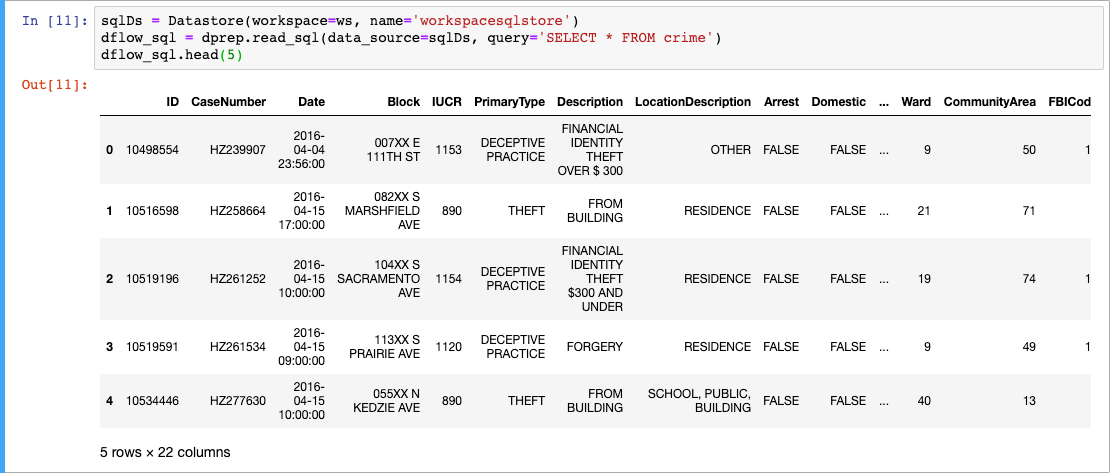 In [11]: sqlDs = Datastore(workspace=ws, name='workspacesqlstore')
dflow_sql = dprep.read_sql(data_source=sqlDs, query='SELECT * FROM crime')
dflow_sql.head(5)
Out[11]:
ID CaseNumber Date Block IUCR PrimaryType Description LocationDescription Arrest Domestic ... Ward CommunityArea FBICod
FINANCIAL
2016- IDENTITY
007XX E DECEPTIVE
0 10498554 HZ239907 04-04 1153 THEFT OTHER FALSE FALSE ... 9 50 1
111TH ST PRACTICE
23:56:00 OVER $ 300
2016- 082XX S
FROM
1 10516598 HZ258664 04-15 MARSHFIELD 890 THEFT RESIDENCE FALSE FALSE ... 21 71
BUILDING
17:00:00 AVE
FINANCIAL
2016- 104XX S IDENTITY
DECEPTIVE
2 10519196 HZ261252 04-15 SACRAMENTO 1154 THEFT RESIDENCE FALSE FALSE ... 19 74 1
PRACTICE
10:00:00 AVE $300 AND
UNDER
2016-
113XX S DECEPTIVE
3 10519591 HZ261534 04-15 1120 FORGERY RESIDENCE FALSE FALSE ... 9 49 1
PRAIRIE AVE PRACTICE
09:00:00
2016-
055XX N FROM SCHOOL, PUBLIC,
4 10534446 HZ277630 04-15 890 THEFT FALSE FALSE ... 40 13
KEDZIE AVE BUILDING BUILDING
10:00:00
5 rows × 22 columns